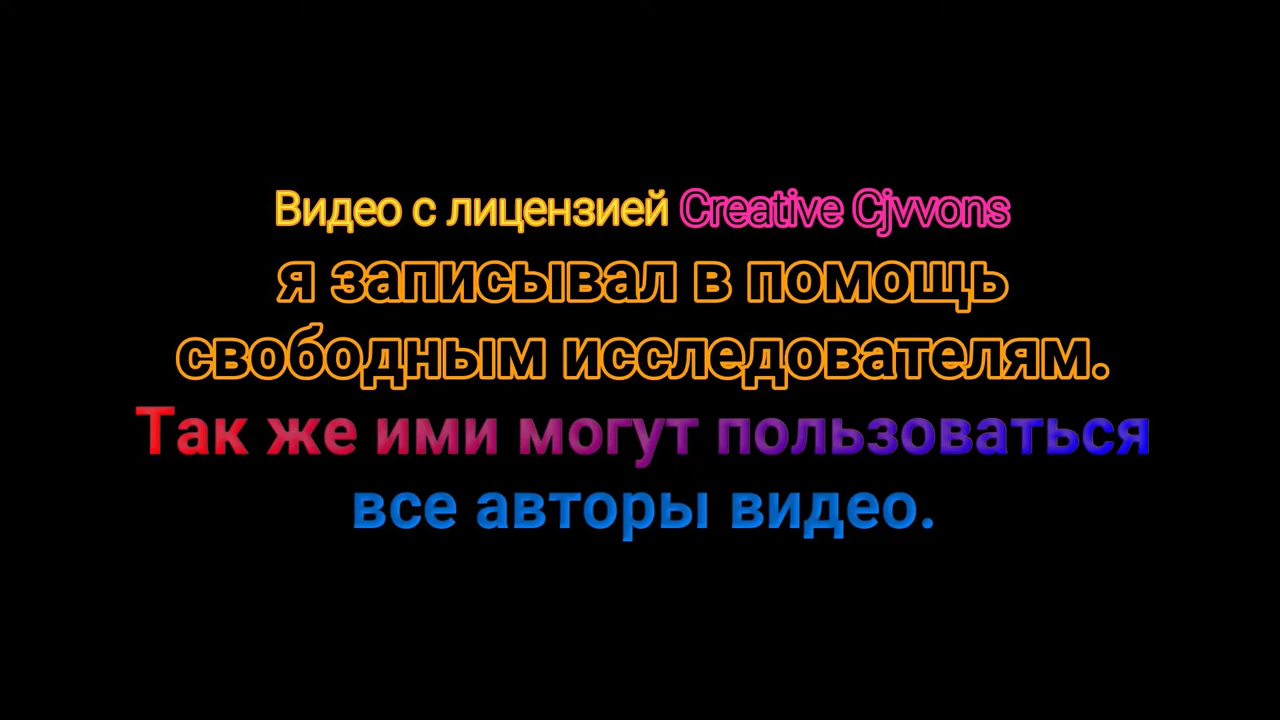 Видео с лицензией Creative Cjvvons
я записывал в помощь
свободным исследователям.
Так же ими могут пользоваться
все авторы видео.